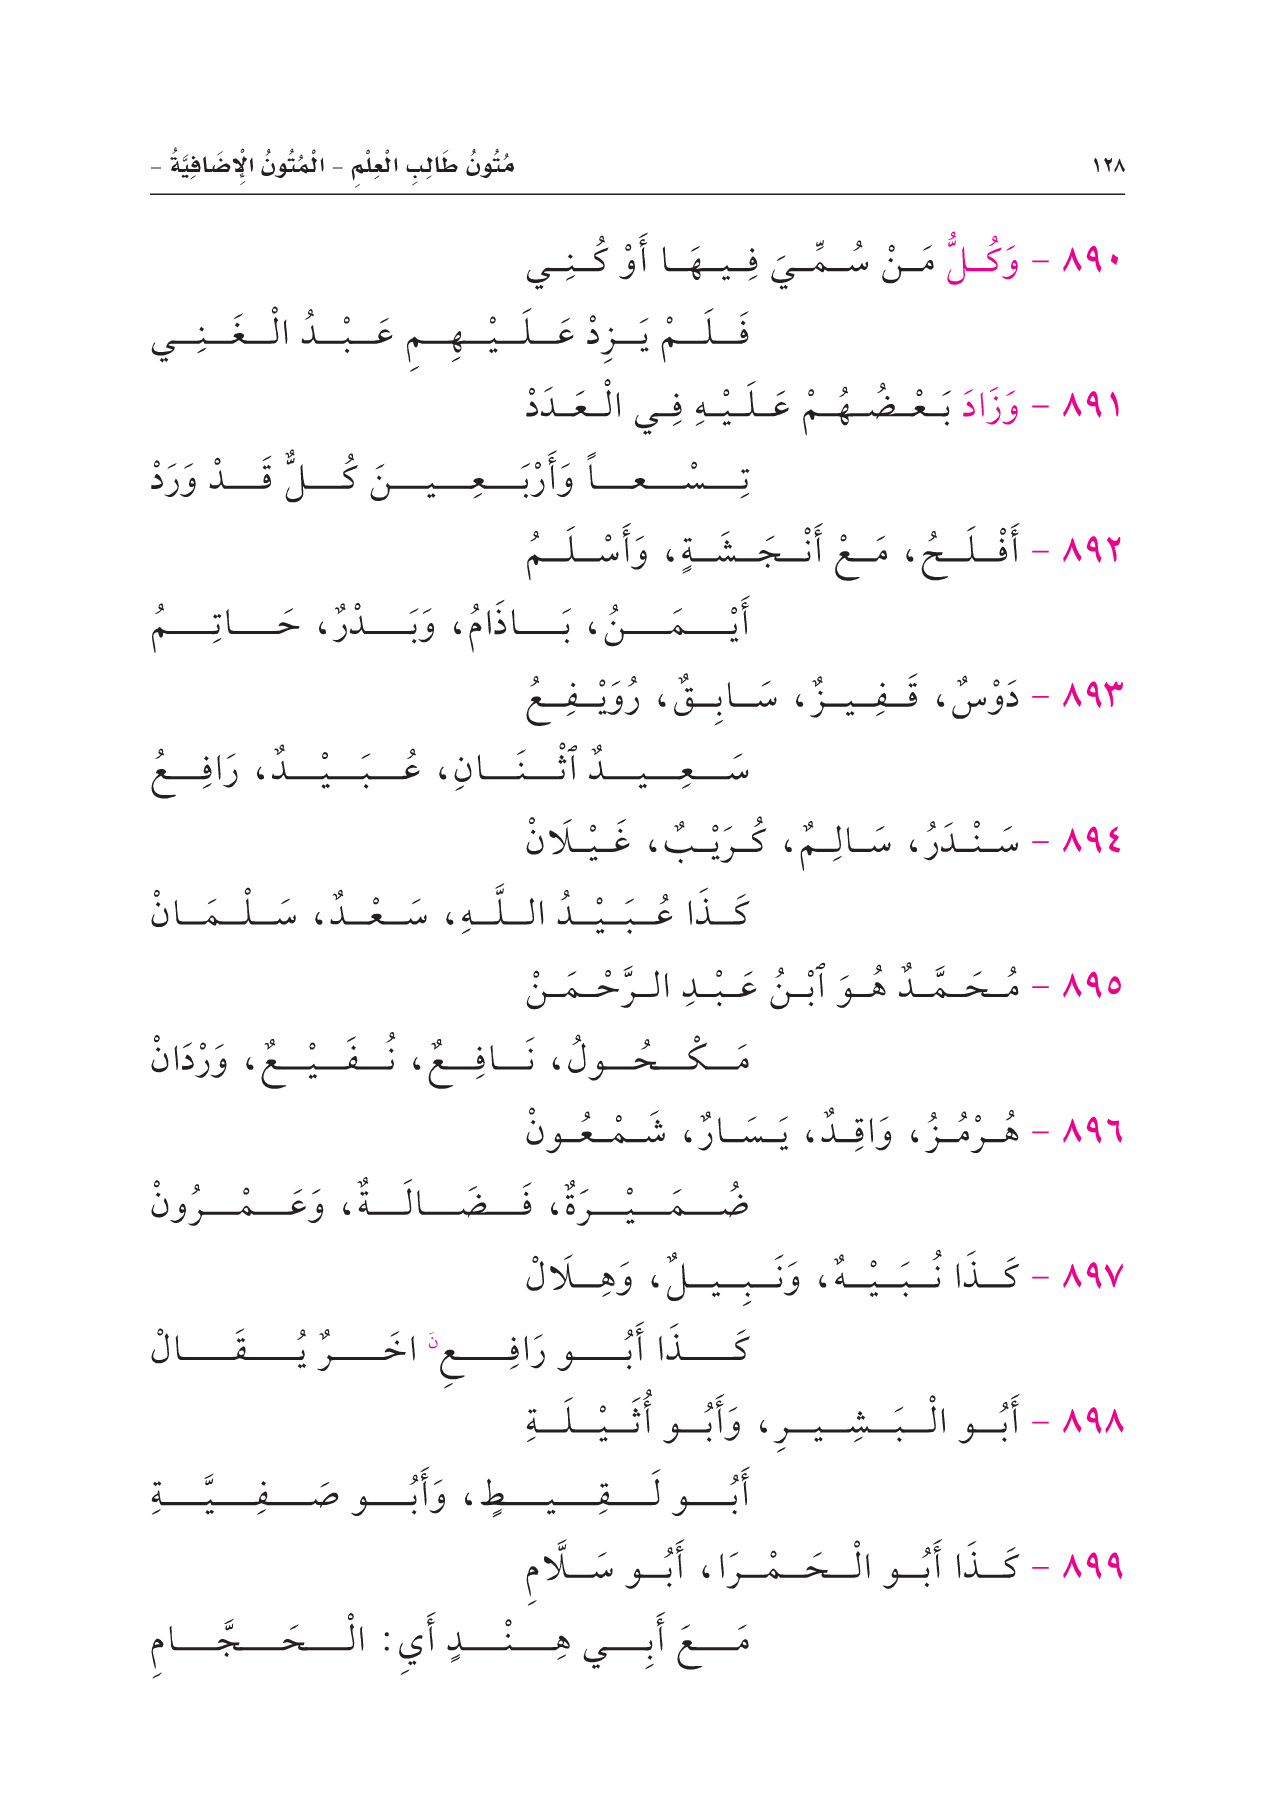 ١٢٨ مُتُونُ طَالِبِ الْعِلْمِ - الْمُتُونُ الْإِضَافِيَّةُ -
٨٩٠ - وَكُلُّ مَنْ سُمِّيَ فِيهَا أَوْ كُنِي
فَلَمْ يَزِدْ عَلَيْهِمِ عَبْدُ الْغَنِي
٨٩١ - وَزَادَ بَعْضُهُمْ عَلَيْهِ فِي الْعَدَدْ
تِسْعاً وَأَرْبَعِينَ كُلٌّ قَدْ وَرَدْ
٨٩٢ - أَفْلَحُ، مَعْ أَنْجَشَةٍ، وَأَسْلَمُ
أَيْمَنُ، بَاذَامُ، وَبَدْرٌ، حَاتِمُ
٨٩٣ - دَوْسٌ، قَفِيزٌ، سَابِقٌ، رُوَيْفِعُ
سَعِيدٌ ٱثْنَانِ، عُبَيْدٌ، رَافِعُ
٨٩٤ - سَنْدَرُ، سَالِمٌ، كُرَيْبٌ، غَيْلَانْ
كَذَا عُبَيْدُ اللَّهِ، سَعْدٌ، سَلْمَانْ
٨٩٥ - مُحَمَّدٌ هُوَ ٱبْنُ عَبْدِ الرَّحْمَنْ
مَكْحُولُ، نَافِعٌ، نُفَيْعٌ، وَرْدَانْ
٨٩٦ - هُرْمُزُ، وَاقِدٌ، يَسَارٌ، شَمْعُونْ
ضُمَيْرَةٌ، فَضَالَةٌ، وَعَمْرُونْ
٨٩٧ - كَذَا نُبَيْهٌ، وَنَبِيلٌ، وَهِلَالْ
كَذَا أَبُو رَافِعِ نَ اخَرٌ يُقَالْ
٨٩٨ - أَبُو الْبَشِيرِ، وَأَبُو أُثَيْلَةِ
أَبُو لَقِيطٍ، وَأَبُو صَفِيَّةِ
٨٩٩ - كَذَا أَبُو الْحَمْرَا، أَبُو سَلَّامِ
مَعَ أَبِي هِنْدٍ أَيِ: الْحَجَّامِ